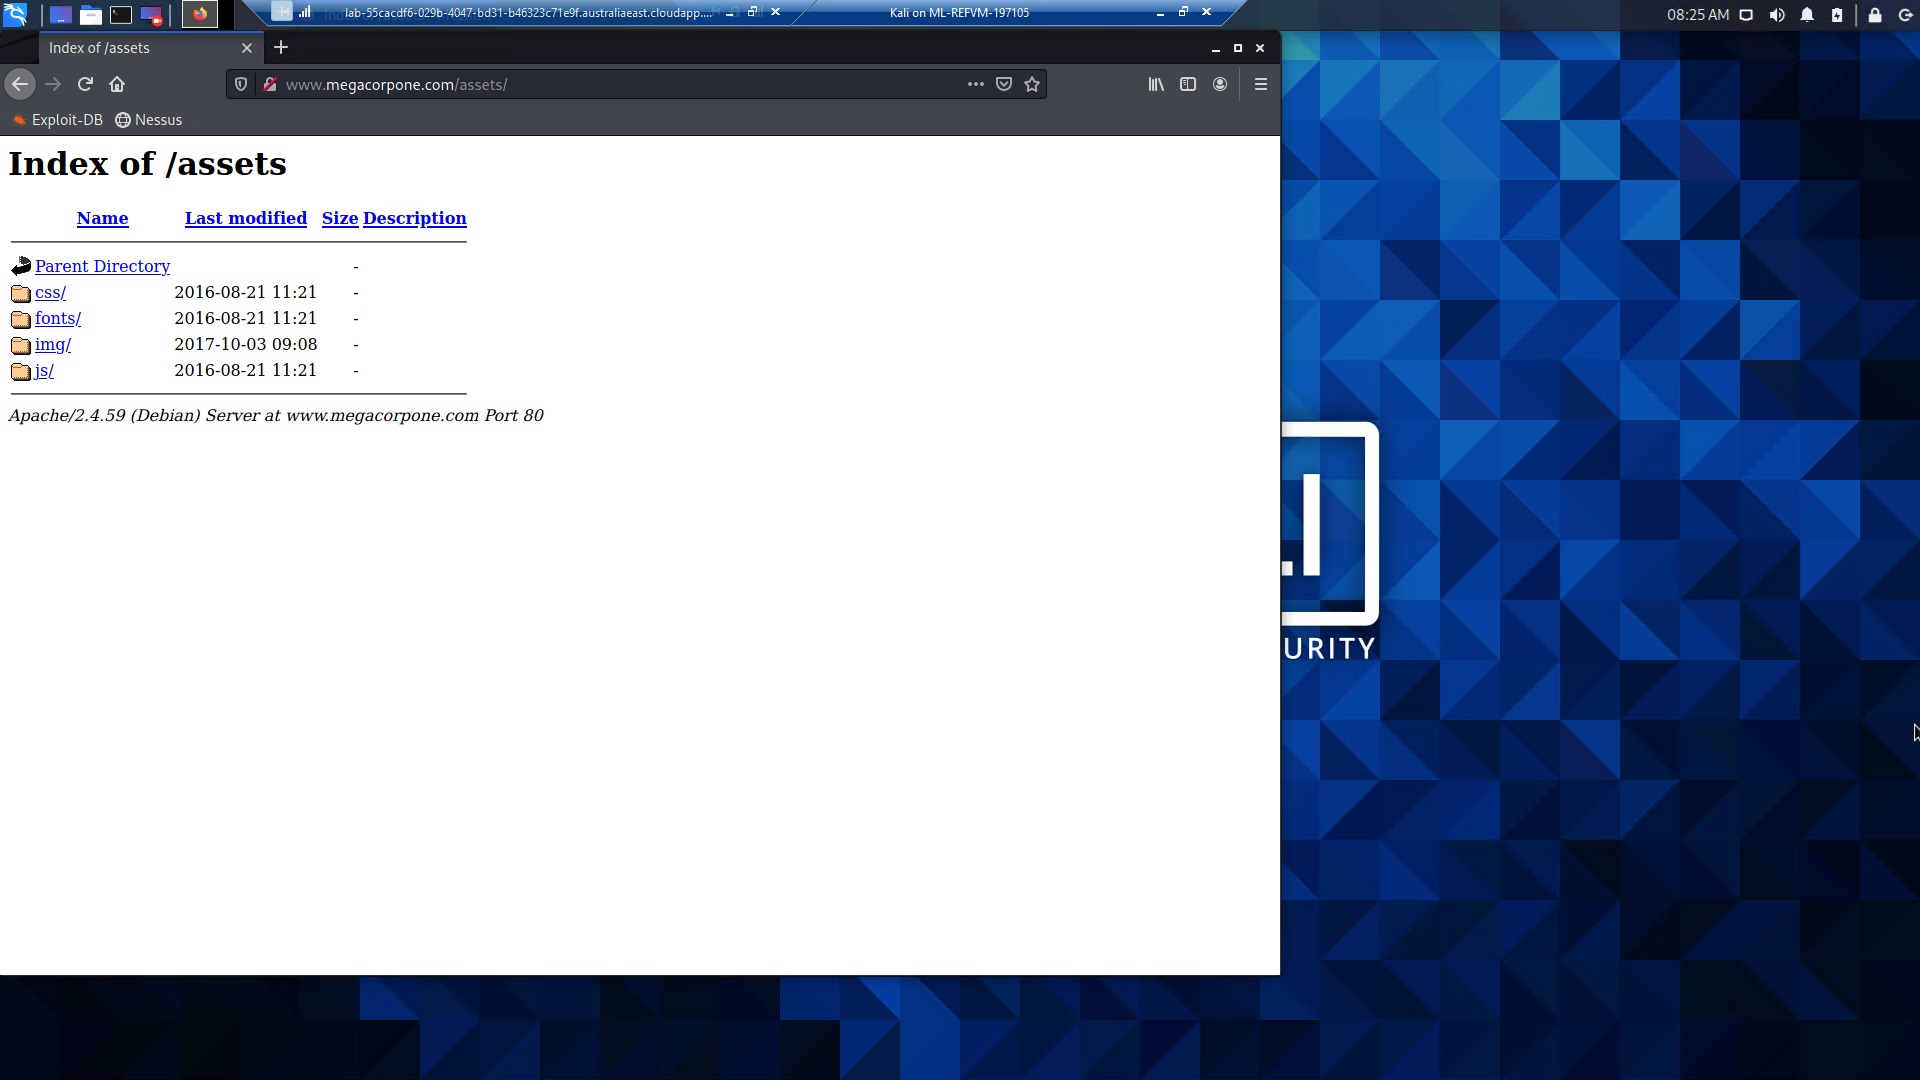 lab-55cacdf6-029b-4047-bd31-b46323c71e9f.australiaeast.cloudapp....
Kali on ML-REFVM-197105
08:25 AM
Index of /assets
www.megacorpone.com/assets/
Exploit-DB Nessus
Index of /assets
Name Last modified Size Description
Parent Directory -
css/ 2016-08-21 11:21 -
fonts/ 2016-08-21 11:21 -
img/ 2017-10-03 09:08 -
js/ 2016-08-21 11:21 -
Apache/2.4.59 (Debian) Server at www.megacorpone.com Port 80
URITY